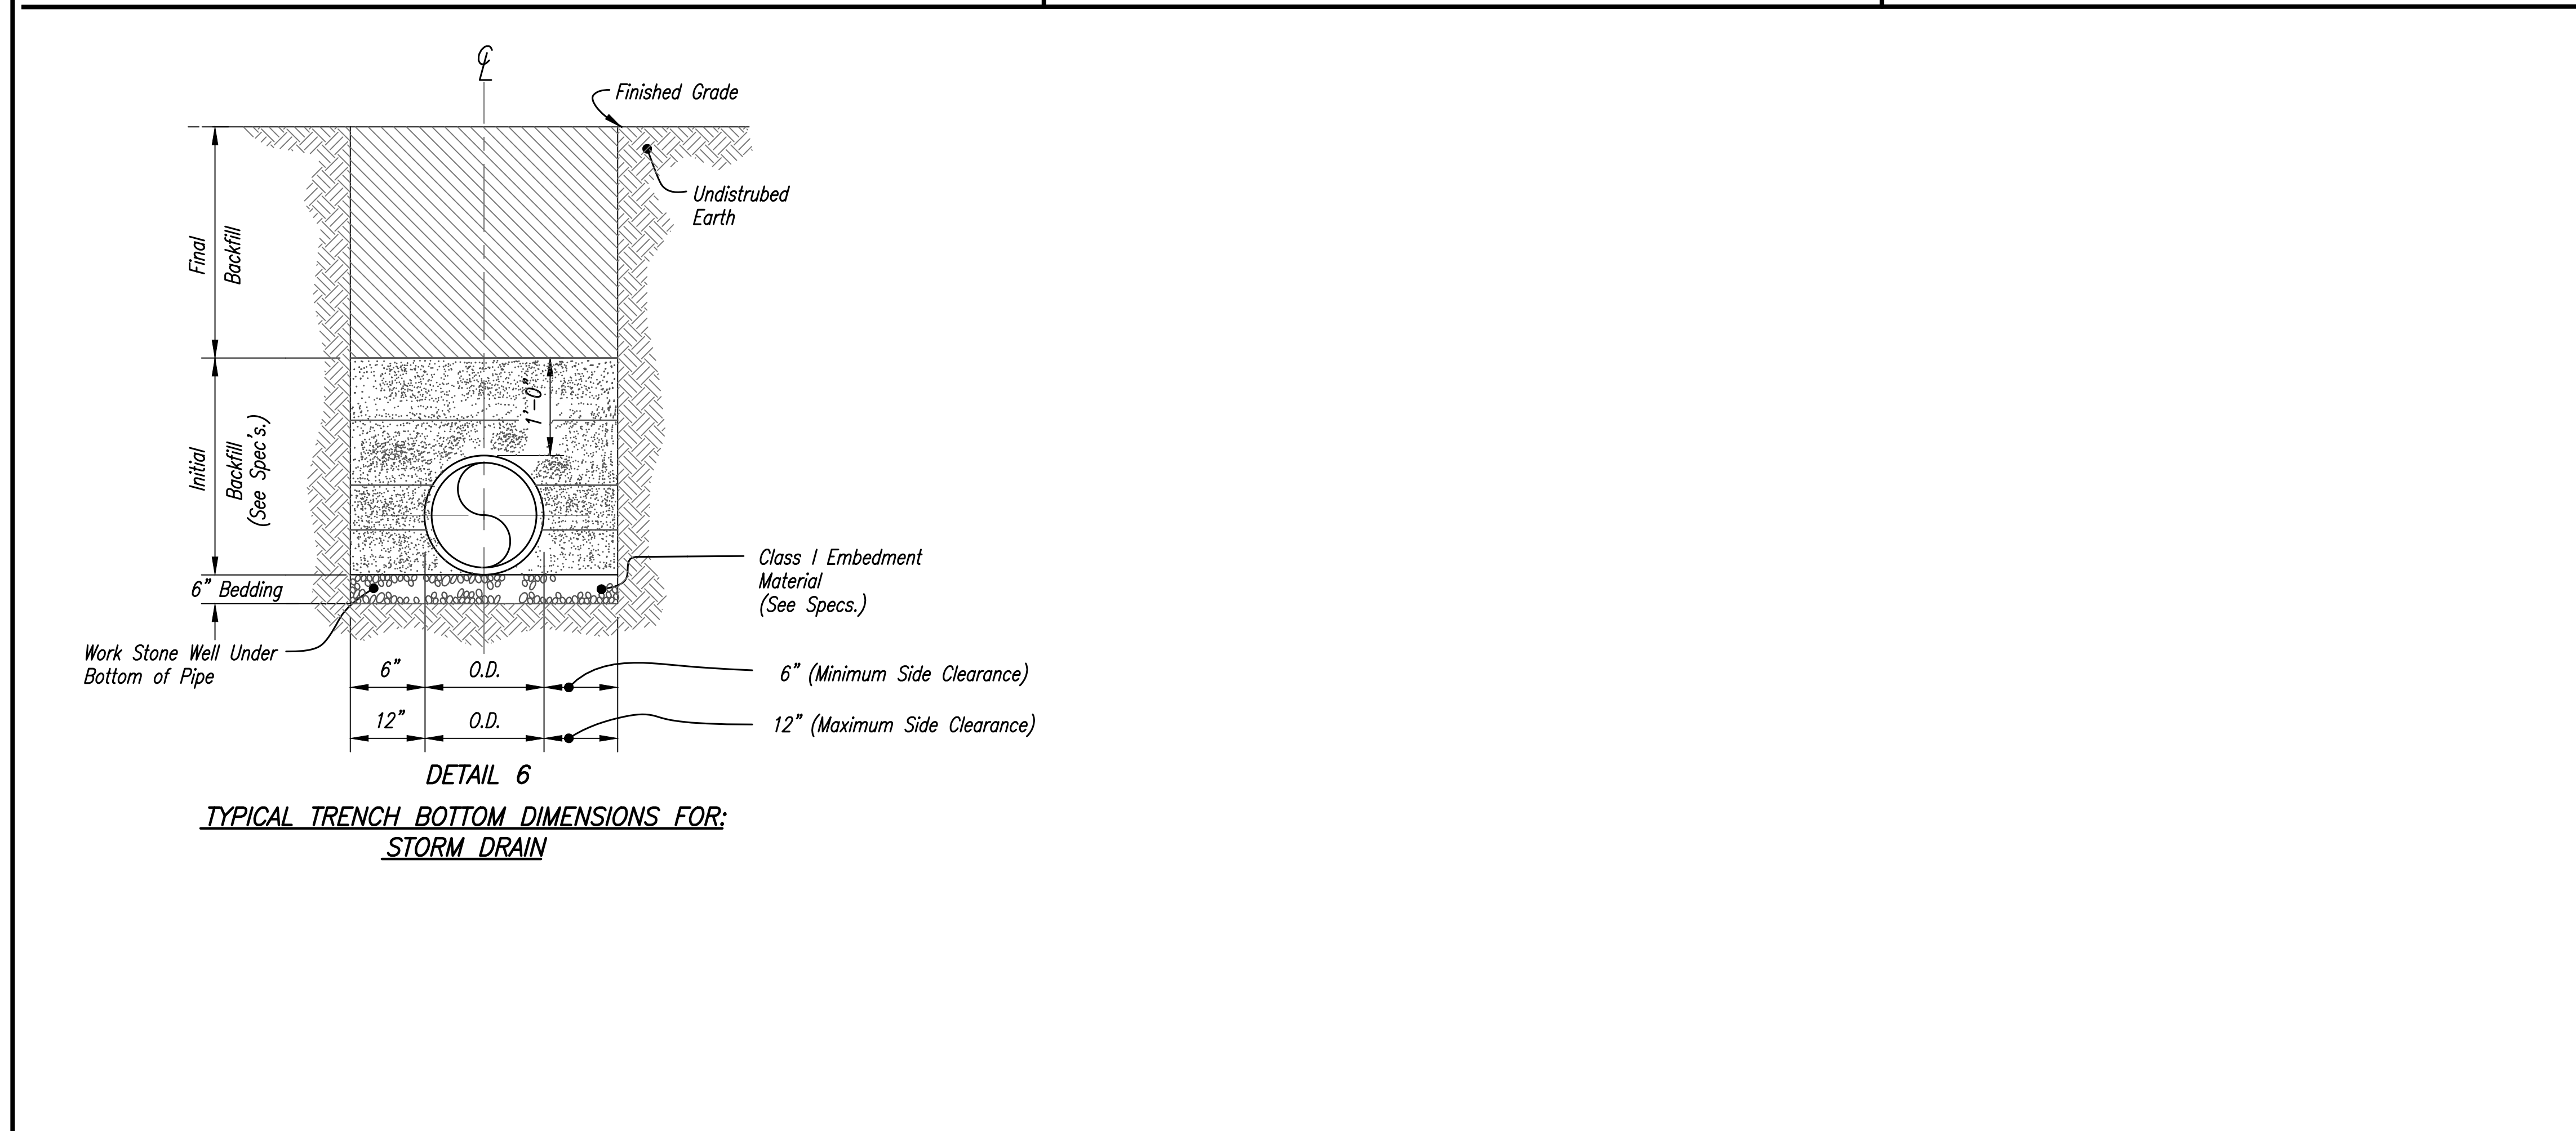 ℄
Finished Grade
Undistrubed
Earth
Final
Backfill
1'-0"
Initial
Backfill
(See Spec's.)
Class I Embedment
Material
(See Specs.)
6" Bedding
Work Stone Well Under
Bottom of Pipe
6"
O.D.
6" (Minimum Side Clearance)
12"
O.D.
12" (Maximum Side Clearance)
DETAIL 6
TYPICAL TRENCH BOTTOM DIMENSIONS FOR:
STORM DRAIN